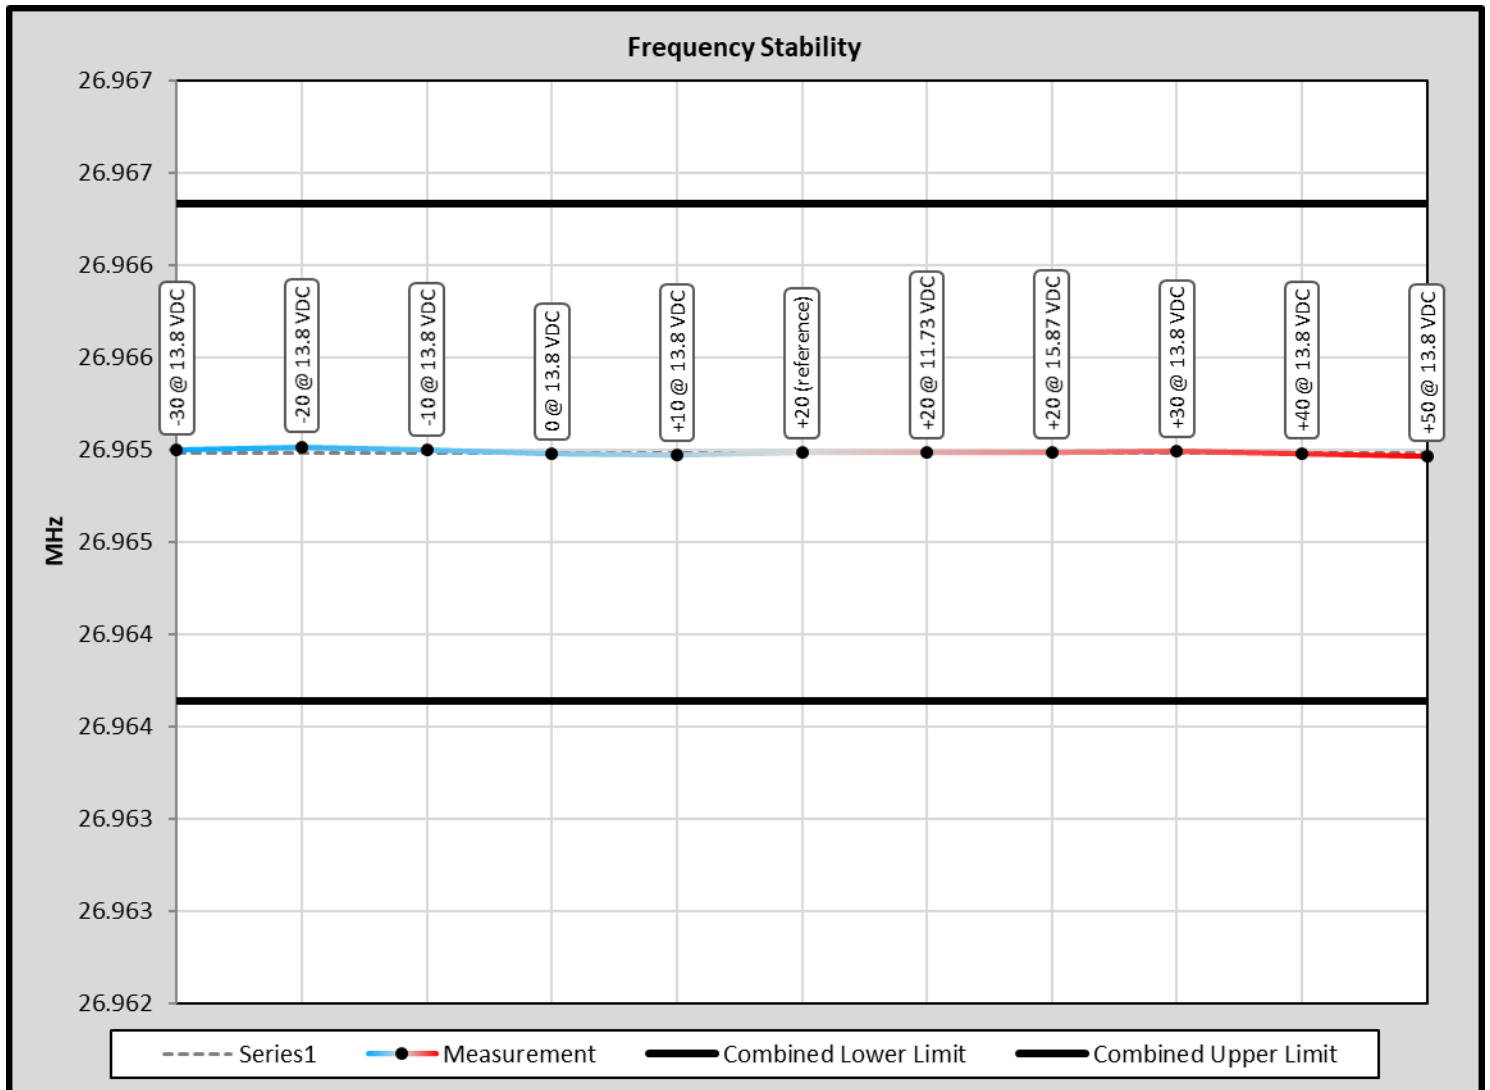 Frequency Stability
26.967
26.967
26.966
26.966
26.965
26.965
26.964
26.964
26.963
26.963
26.962
MHz
-30 @ 13.8 VDC
-20 @ 13.8 VDC
-10 @ 13.8 VDC
0 @ 13.8 VDC
+10 @ 13.8 VDC
+20 (reference)
+20 @ 11.73 VDC
+20 @ 15.87 VDC
+30 @ 13.8 VDC
+40 @ 13.8 VDC
+50 @ 13.8 VDC
Series1 Measurement Combined Lower Limit Combined Upper Limit